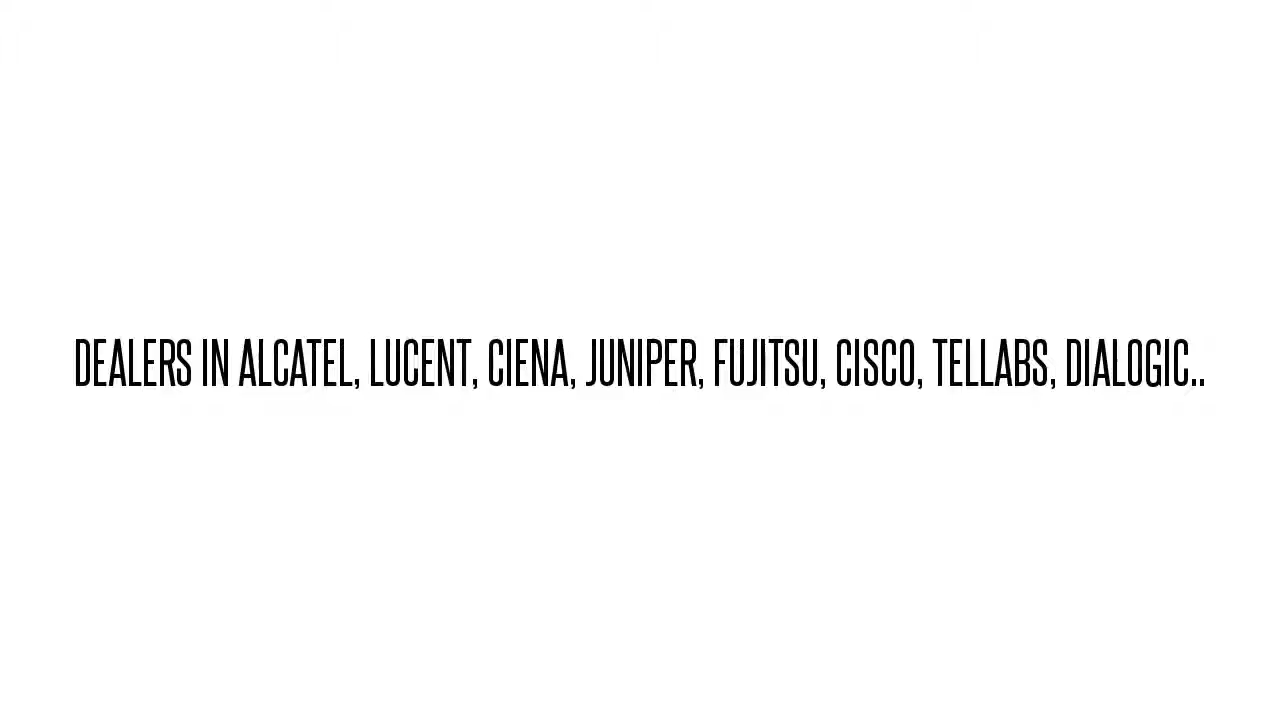 DEALERS IN ALCATEL, LUCENT, CIENA, JUNIPER, FUJITSU, CISCO, TELLABS, DIALOGIC..